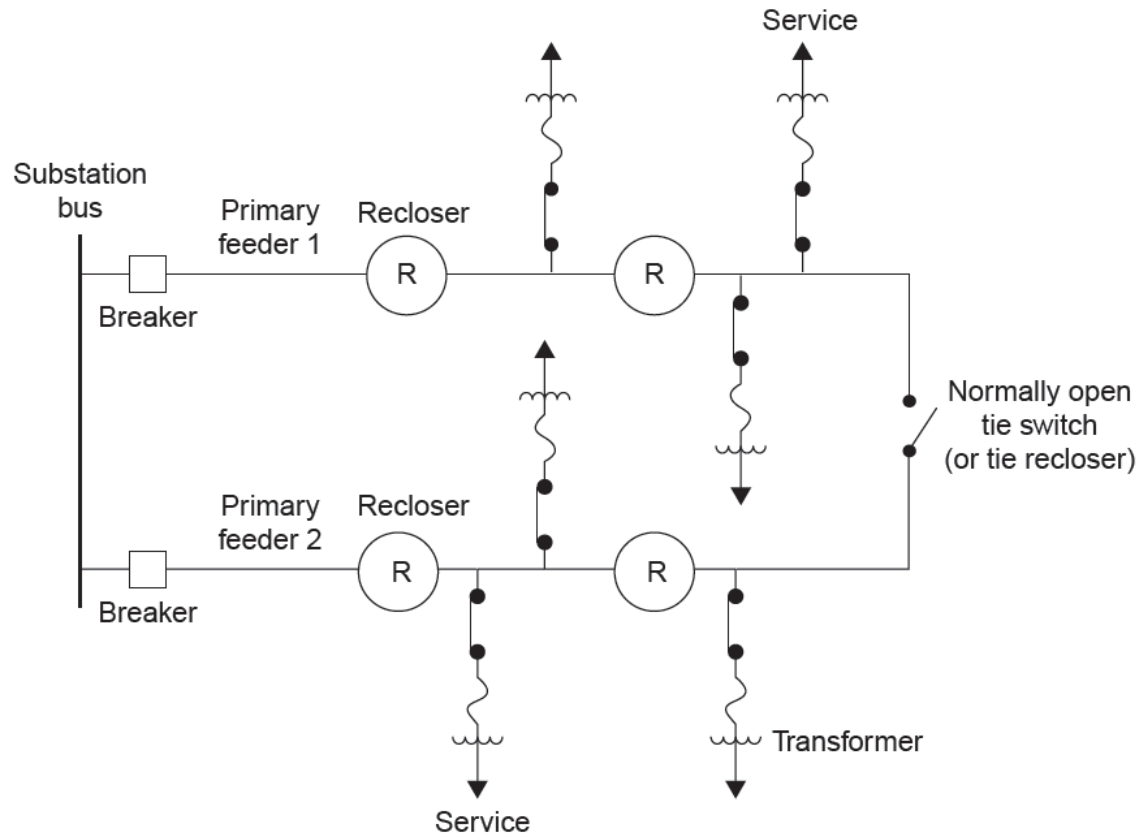 Service
Substation
bus
Primary
feeder 1
Recloser
R
R
Breaker
Normally open
tie switch
(or tie recloser)
Primary
feeder 2
Recloser
R
R
Breaker
Transformer
Service